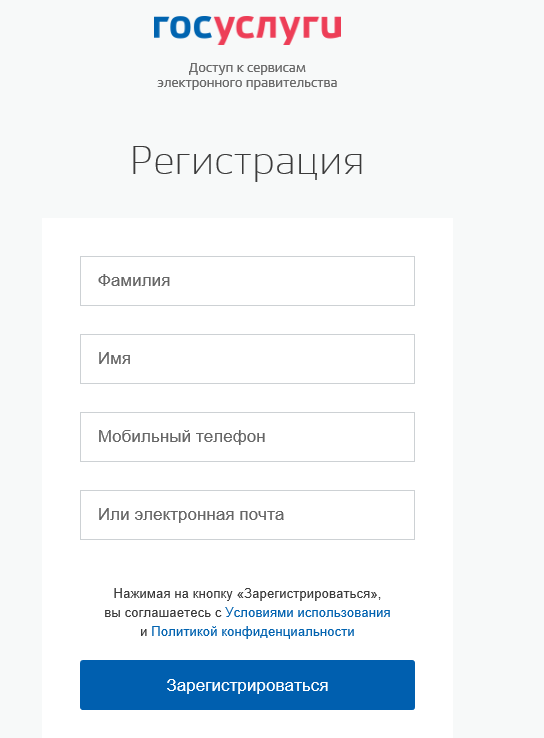 госуслуги
Доступ к сервисам
электронного правительства
Регистрация
Фамилия
Имя
Мобильный телефон
Или электронная почта
Нажимая на кнопку «Зарегистрироваться»,
вы соглашаетесь с Условиями использования
и Политикой конфиденциальности
Зарегистрироваться